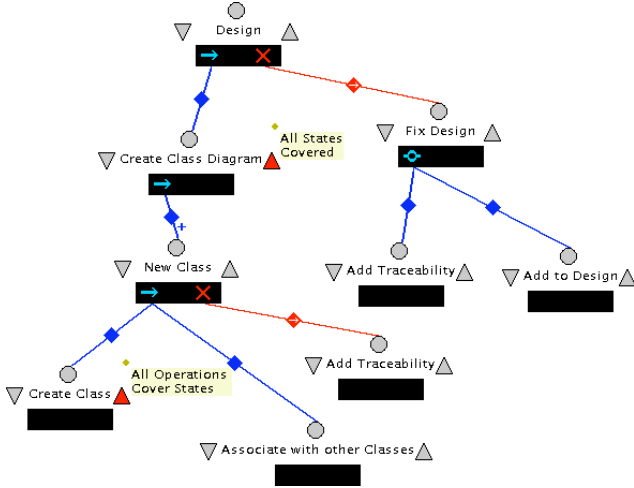 Design
All States
Covered
Fix Design
Create Class Diagram
New Class
Add Traceability
Add to Design
All Operations
Cover States
Add Traceability
Create Class
Associate with other Classes